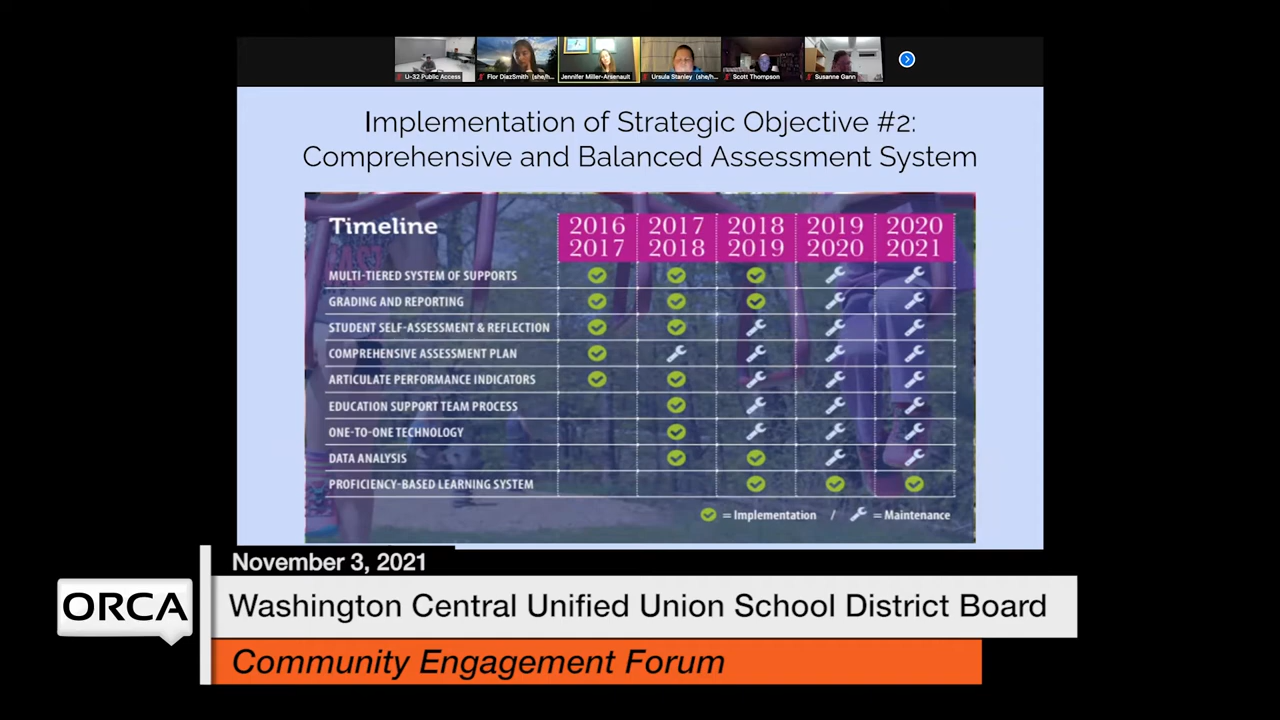 U-32 Public Access
Flor DiazSmith (she/h...
Jennifer Miller-Arsenault
Ursula Stanley (she/h...
Scott Thompson
Susanne Gann
Implementation of Strategic Objective #2:
Comprehensive and Balanced Assessment System
Timeline
2016 2017
2017 2018
2018 2019
2019 2020
2020 2021
MULTI-TIERED SYSTEM OF SUPPORTS
GRADING AND REPORTING
STUDENT SELF-ASSESSMENT & REFLECTION
COMPREHENSIVE ASSESSMENT PLAN
ARTICULATE PERFORMANCE INDICATORS
EDUCATION SUPPORT TEAM PROCESS
ONE-TO-ONE TECHNOLOGY
DATA ANALYSIS
PROFICIENCY-BASED LEARNING SYSTEM
= Implementation / = Maintenance
November 3, 2021
ORCA
Washington Central Unified Union School District Board
Community Engagement Forum